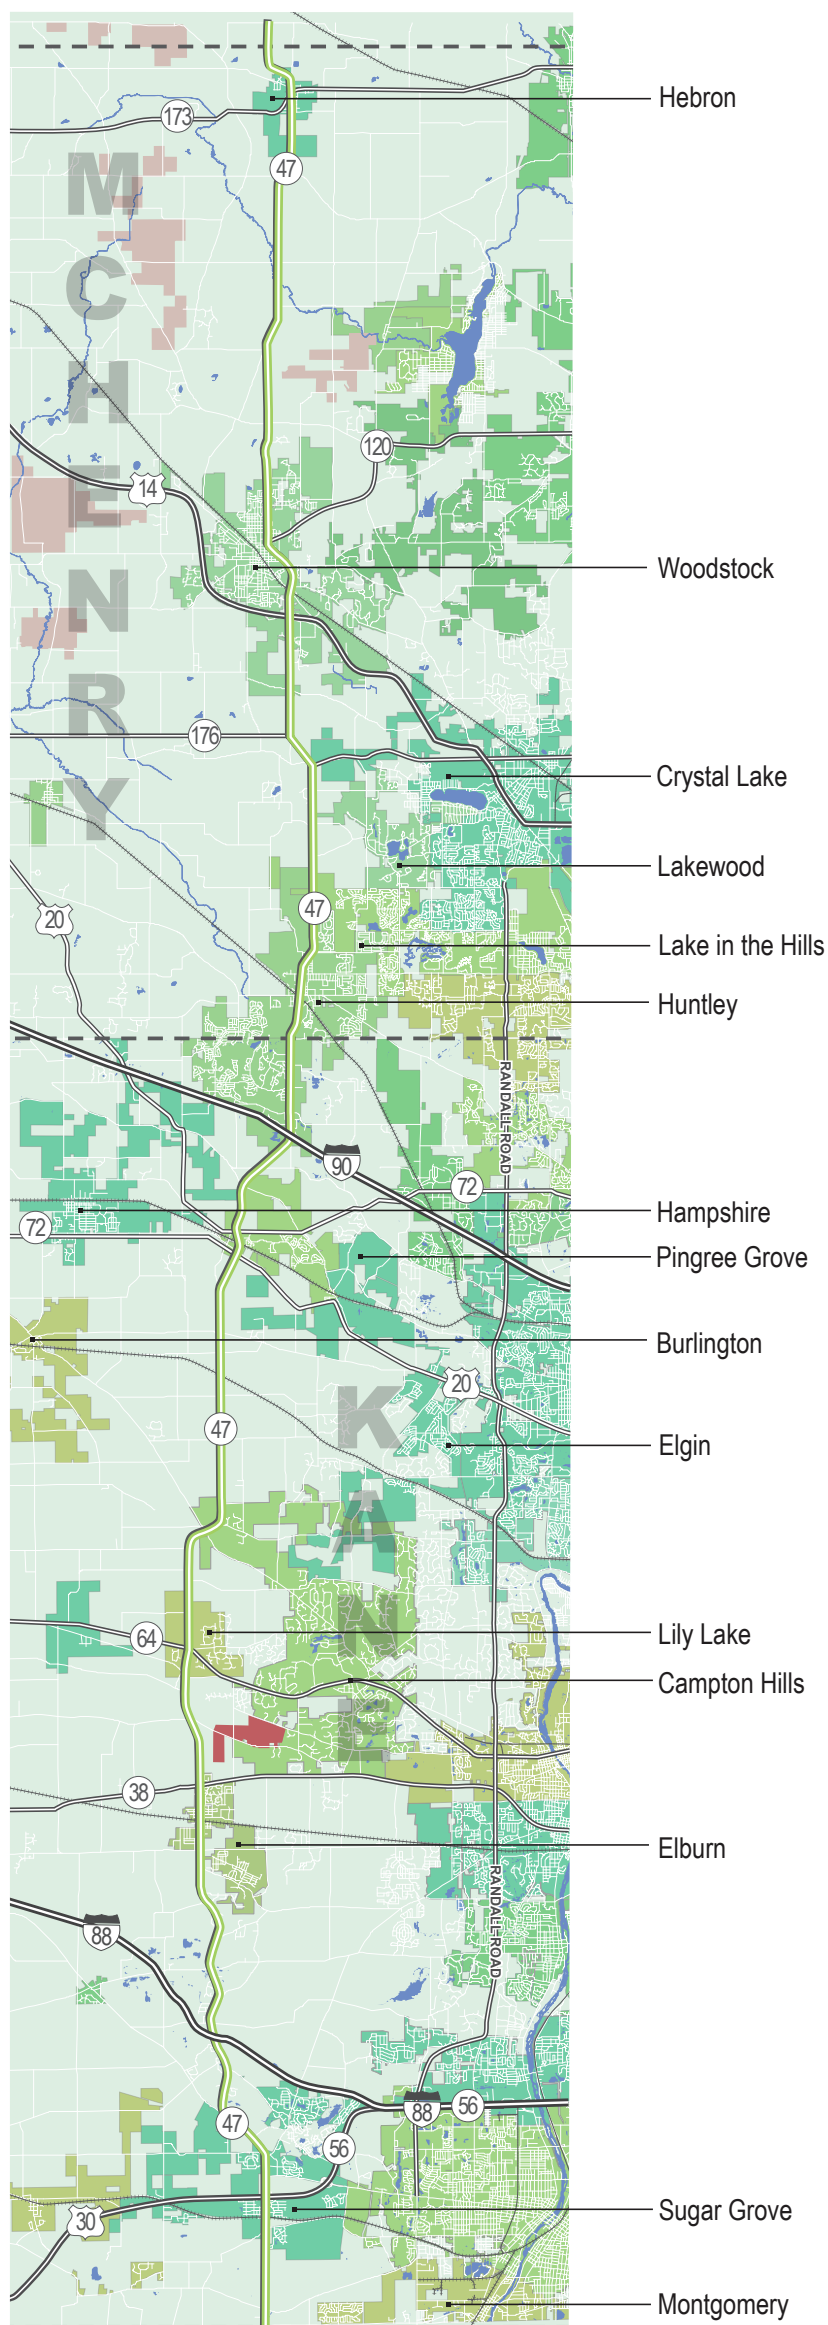 Hebron
173
47
MCHENRY
120
14
Woodstock
176
Crystal Lake
Lakewood
47
20
Lake in the Hills
Huntley
RANDALL ROAD
90
72
Hampshire
72
Pingree Grove
Burlington
20
KANE
47
Elgin
Lily Lake
64
Campton Hills
38
Elburn
RANDALL ROAD
88
88
56
47
56
Sugar Grove
30
Montgomery